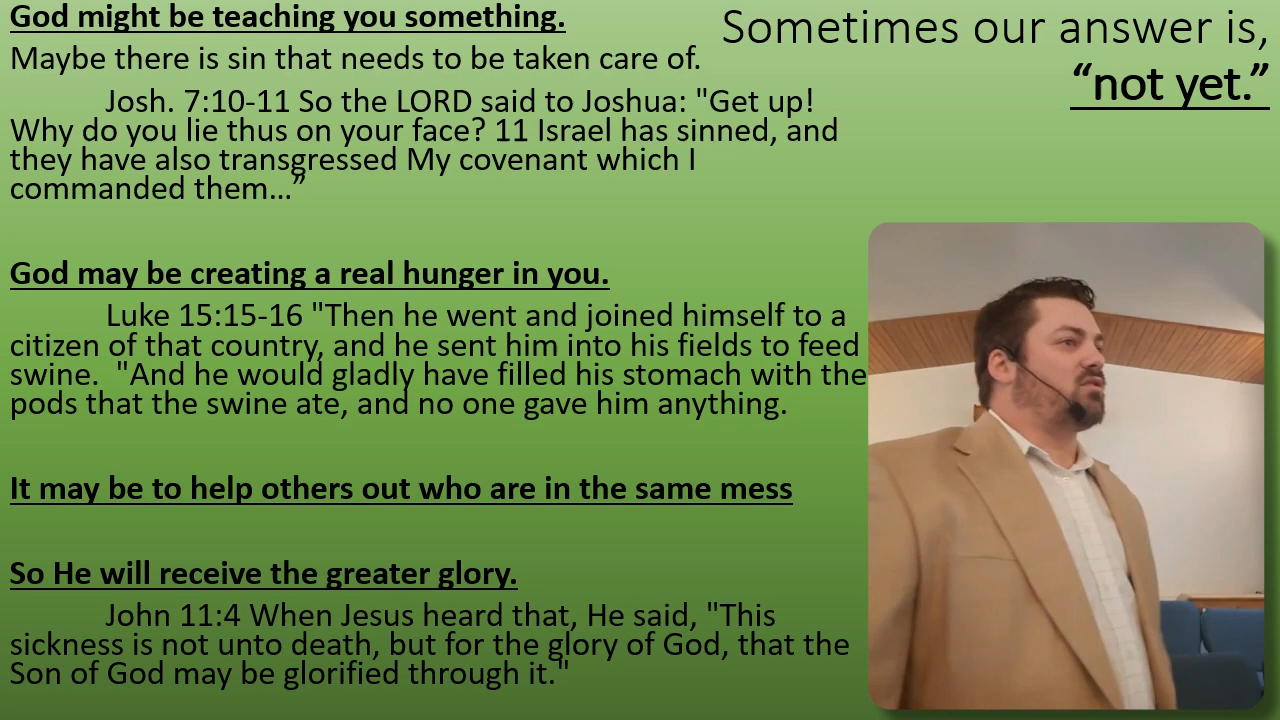 God might be teaching you something.
Maybe there is sin that needs to be taken care of.
Josh. 7:10-11 So the LORD said to Joshua: "Get up!
Why do you lie thus on your face? 11 Israel has sinned, and
they have also transgressed My covenant which I
commanded them…”
God may be creating a real hunger in you.
Luke 15:15-16 "Then he went and joined himself to a
citizen of that country, and he sent him into his fields to feed
swine.  "And he would gladly have filled his stomach with the
pods that the swine ate, and no one gave him anything.
It may be to help others out who are in the same mess
So He will receive the greater glory.
John 11:4 When Jesus heard that, He said, "This
sickness is not unto death, but for the glory of God, that the
Son of God may be glorified through it."
Sometimes our answer is,
“not yet.”